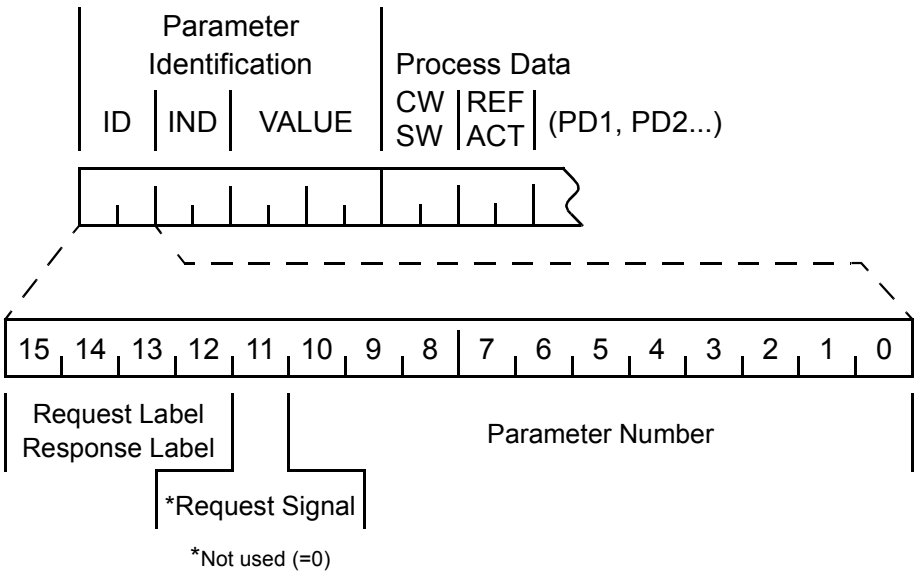 Parameter
Identification
Process Data
ID IND VALUE
CW REF
SW ACT
(PD1, PD2...)
15 14 13 12 11 10 9 8 7 6 5 4 3 2 1 0
Request Label
Response Label
Parameter Number
*Request Signal
*Not used (=0)